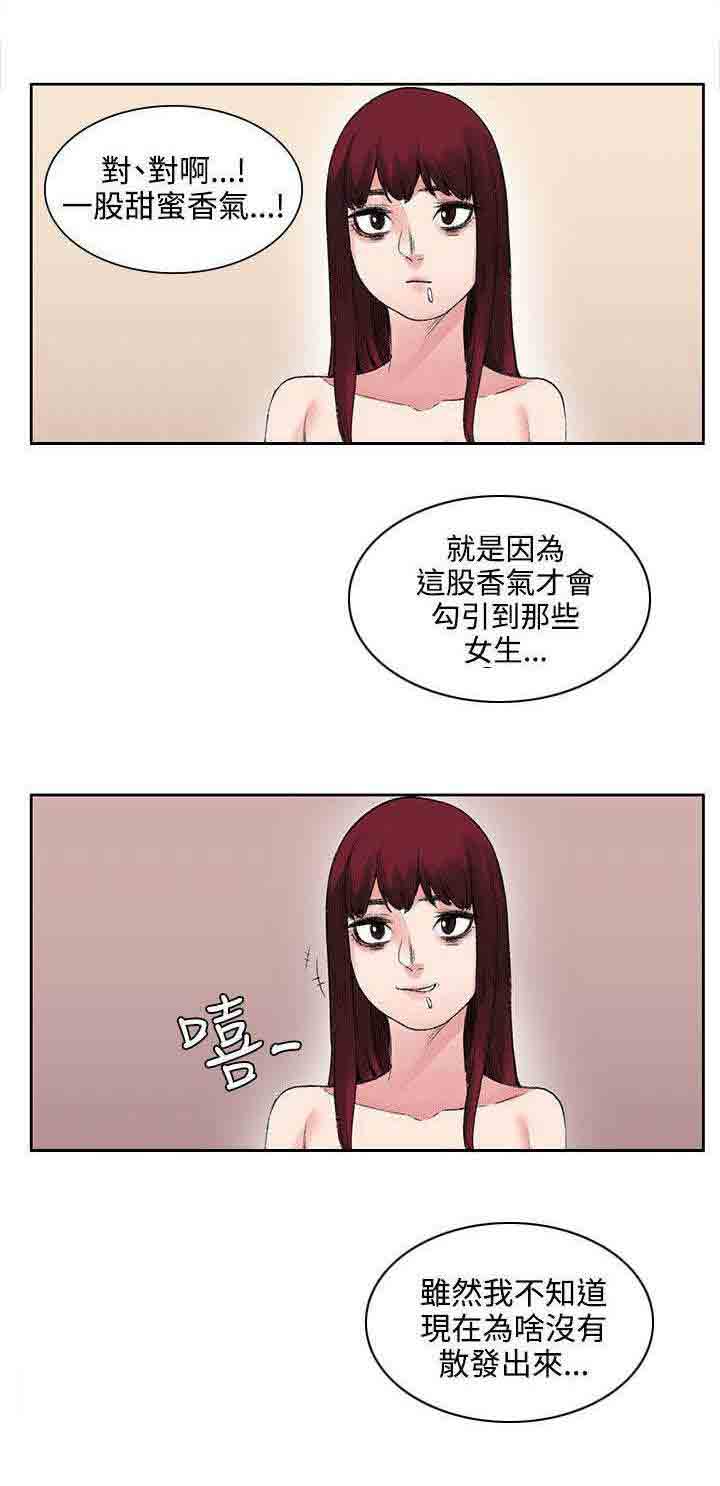 對、對啊...!
一股甜蜜香氣...!
就是因為
這股香氣才會
勾引到那些
女生...
嘻-
雖然我不知道
現在為啥沒有
散發出來...